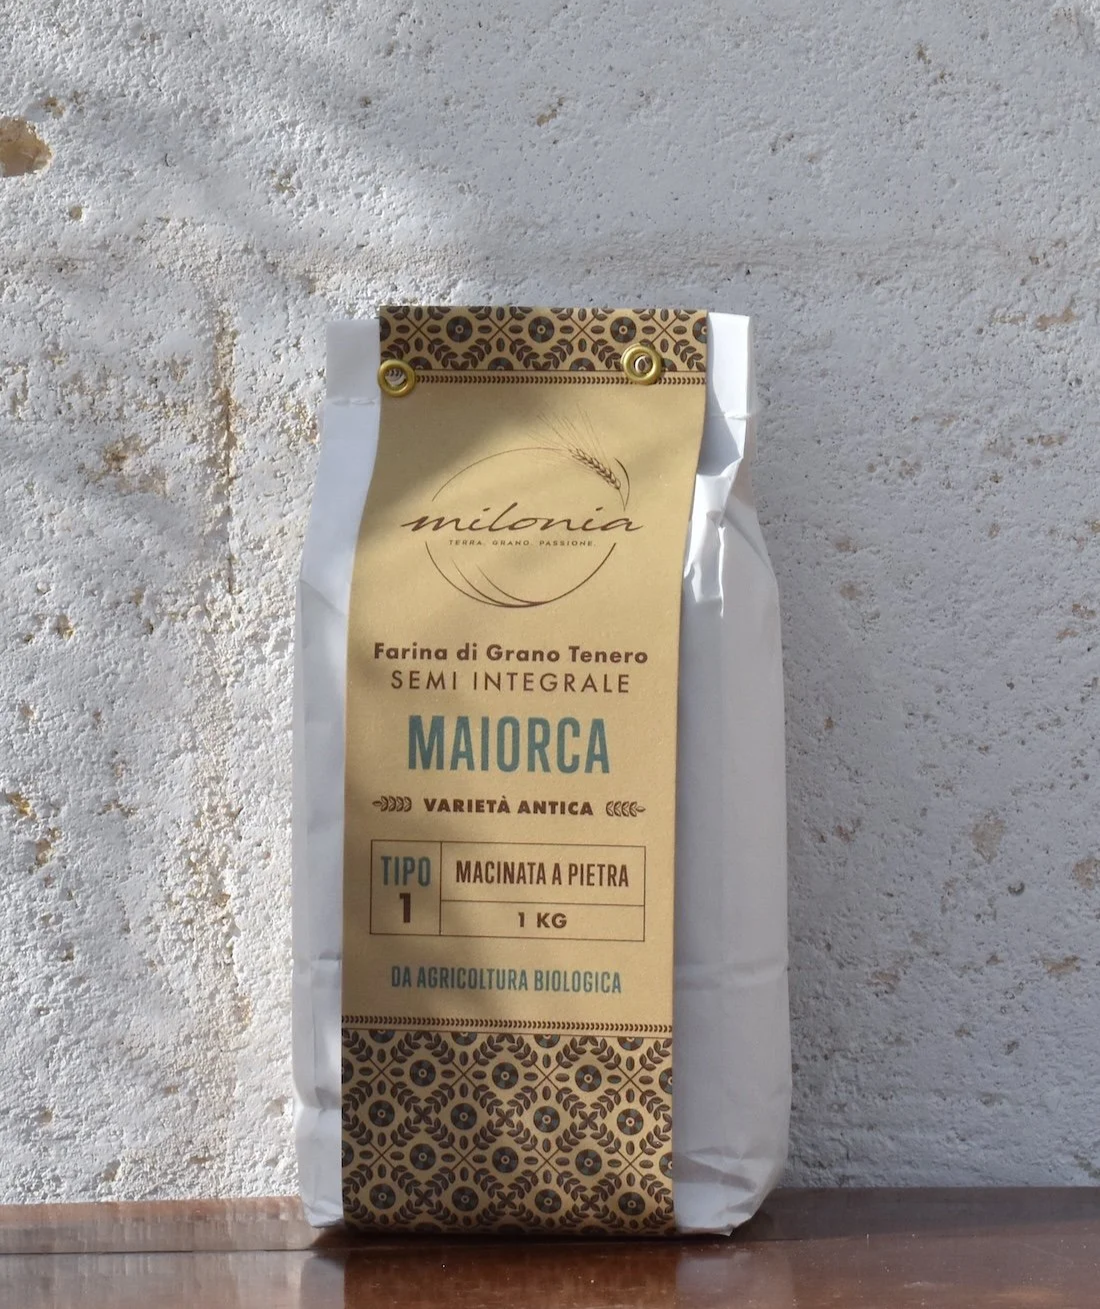 milonia
TERRA. GRANO. PASSIONE.
Farina di Grano Tenero
SEMI INTEGRALE
MAIORCA
VARIETÀ ANTICA
TIPO
1
MACINATA A PIETRA
1 KG
DA AGRICOLTURA BIOLOGICA